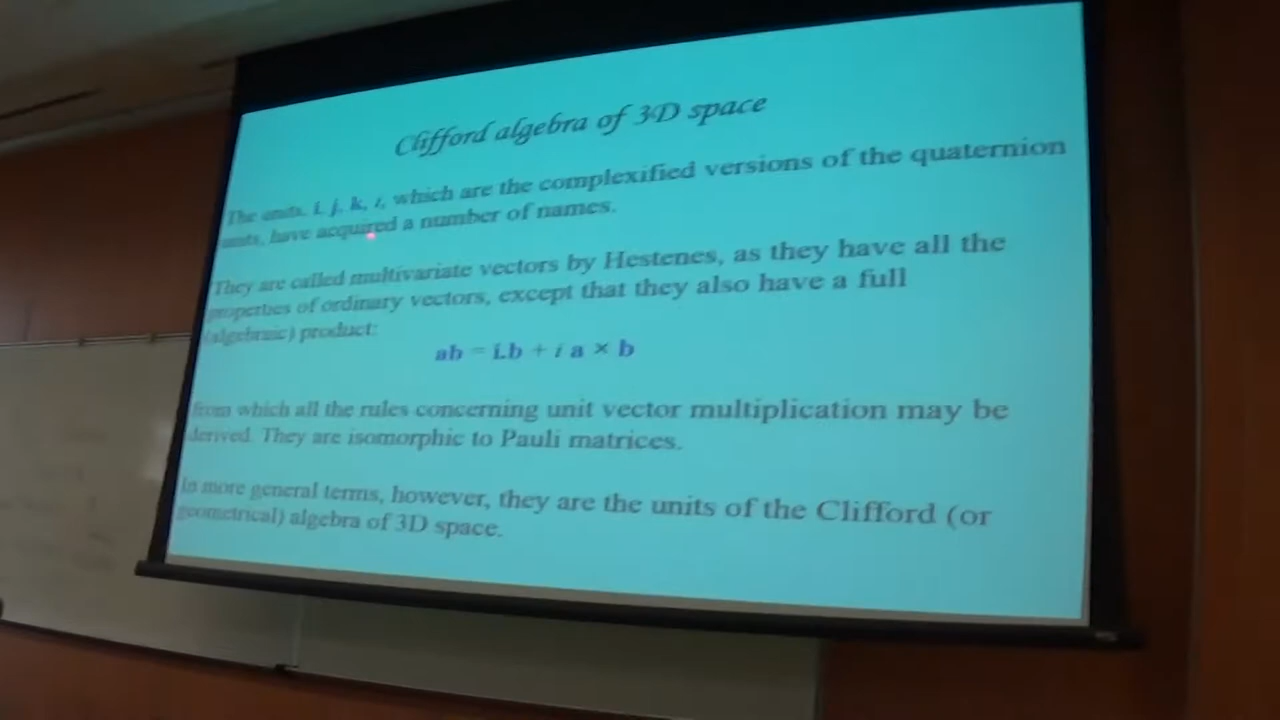 Clifford algebra of 3D space
The units, i, j, k, i, which are the complexified versions of the quaternion
units, have acquired a number of names.
They are called multivariate vectors by Hestenes, as they have all the
properties of ordinary vectors, except that they also have a full
(algebraic) product:
ab = i.b + i a × b
from which all the rules concerning unit vector multiplication may be
derived. They are isomorphic to Pauli matrices.
In more general terms, however, they are the units of the Clifford (or
geometrical) algebra of 3D space.